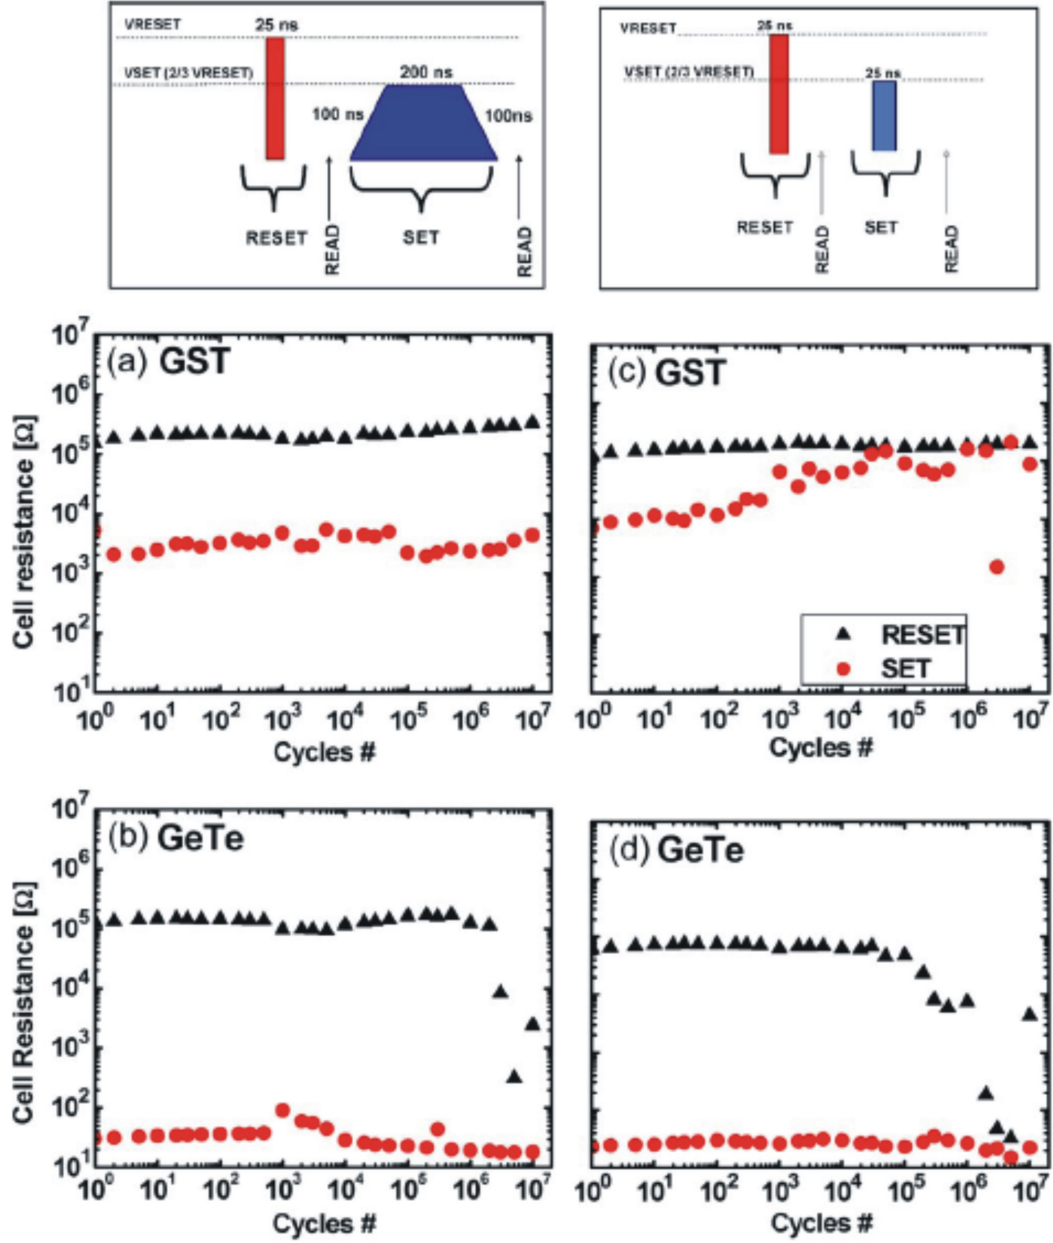 VRESET
25 ns
VSET (2/3 VRESET)
200 ns
100 ns
100ns
RESET
READ
SET
READ
VRESET
25 ns
VSET (2/3 VRESET)
25 ns
RESET
READ
SET
READ
(a) GST
Cell resistance [Ω]
10⁷
10⁶
10⁵
10⁴
10³
10²
10¹
10⁰ 10¹ 10² 10³ 10⁴ 10⁵ 10⁶ 10⁷
Cycles #
(c) GST
RESET
SET
10⁰ 10¹ 10² 10³ 10⁴ 10⁵ 10⁶ 10⁷
Cycles #
(b) GeTe
Cell Resistance [Ω]
10⁷
10⁶
10⁵
10⁴
10³
10²
10¹
10⁰ 10¹ 10² 10³ 10⁴ 10⁵ 10⁶ 10⁷
Cycles #
(d) GeTe
10⁰ 10¹ 10² 10³ 10⁴ 10⁵ 10⁶ 10⁷
Cycles #